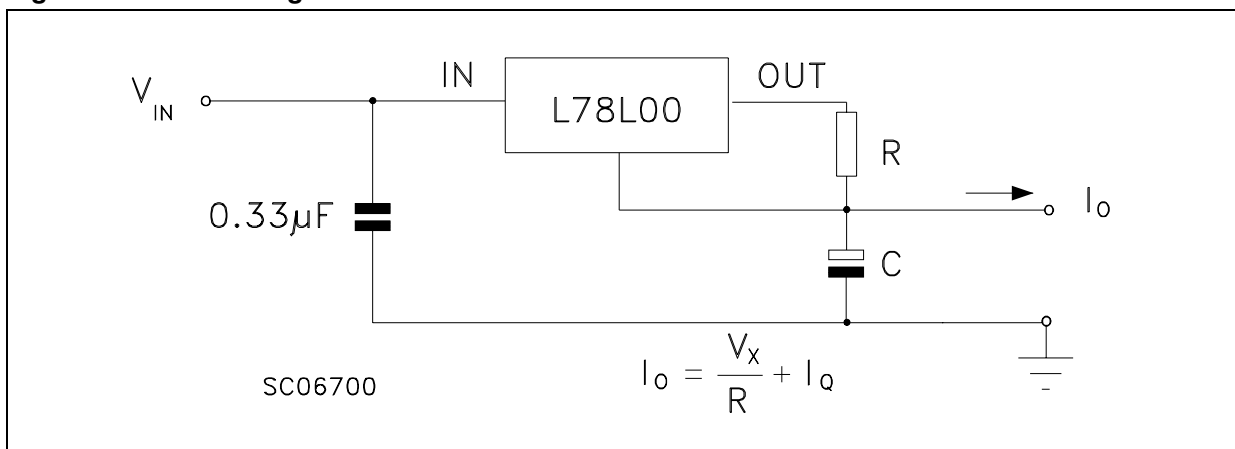 IN
OUT
V_IN
L78L00
R
0.33µF
I_O
C
I_O = V_X / R + I_Q
SC06700